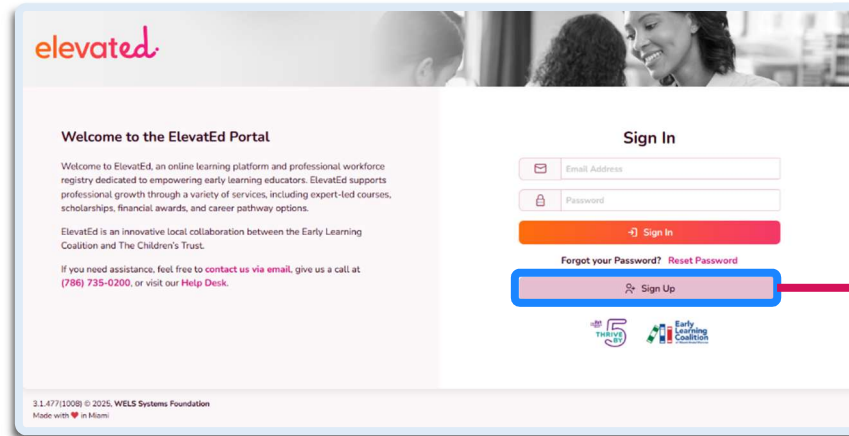 elevated
Welcome to the ElevatEd Portal
Welcome to ElevatEd, an online learning platform and professional workforce
registry dedicated to empowering early learning educators. ElevatEd supports
professional growth through a variety of services, including expert-led courses,
scholarships, financial awards, and career pathway options.
ElevatEd is an innovative local collaboration between the Early Learning
Coalition and The Children's Trust.
If you need assistance, feel free to contact us via email, give us a call at
(786) 735-0200, or visit our Help Desk.
Sign In
Email Address
Password
Sign In
Forgot your Password? Reset Password
Sign Up
THRIVE
BY
5
Early
Learning
Coalition
3.1.477(1008) © 2025, WELS Systems Foundation
Made with ❤ in Miami